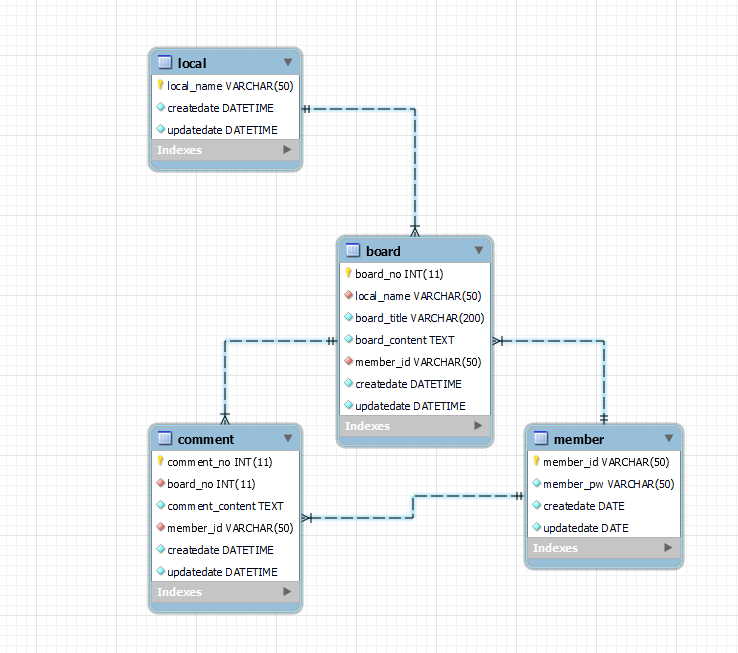 local
local_name VARCHAR(50)
createdate DATETIME
updatedate DATETIME
Indexes
board
board_no INT(11)
local_name VARCHAR(50)
board_title VARCHAR(200)
board_content TEXT
member_id VARCHAR(50)
createdate DATETIME
updatedate DATETIME
Indexes
comment
comment_no INT(11)
board_no INT(11)
comment_content TEXT
member_id VARCHAR(50)
createdate DATETIME
updatedate DATETIME
Indexes
member
member_id VARCHAR(50)
member_pw VARCHAR(50)
createdate DATE
updatedate DATE
Indexes